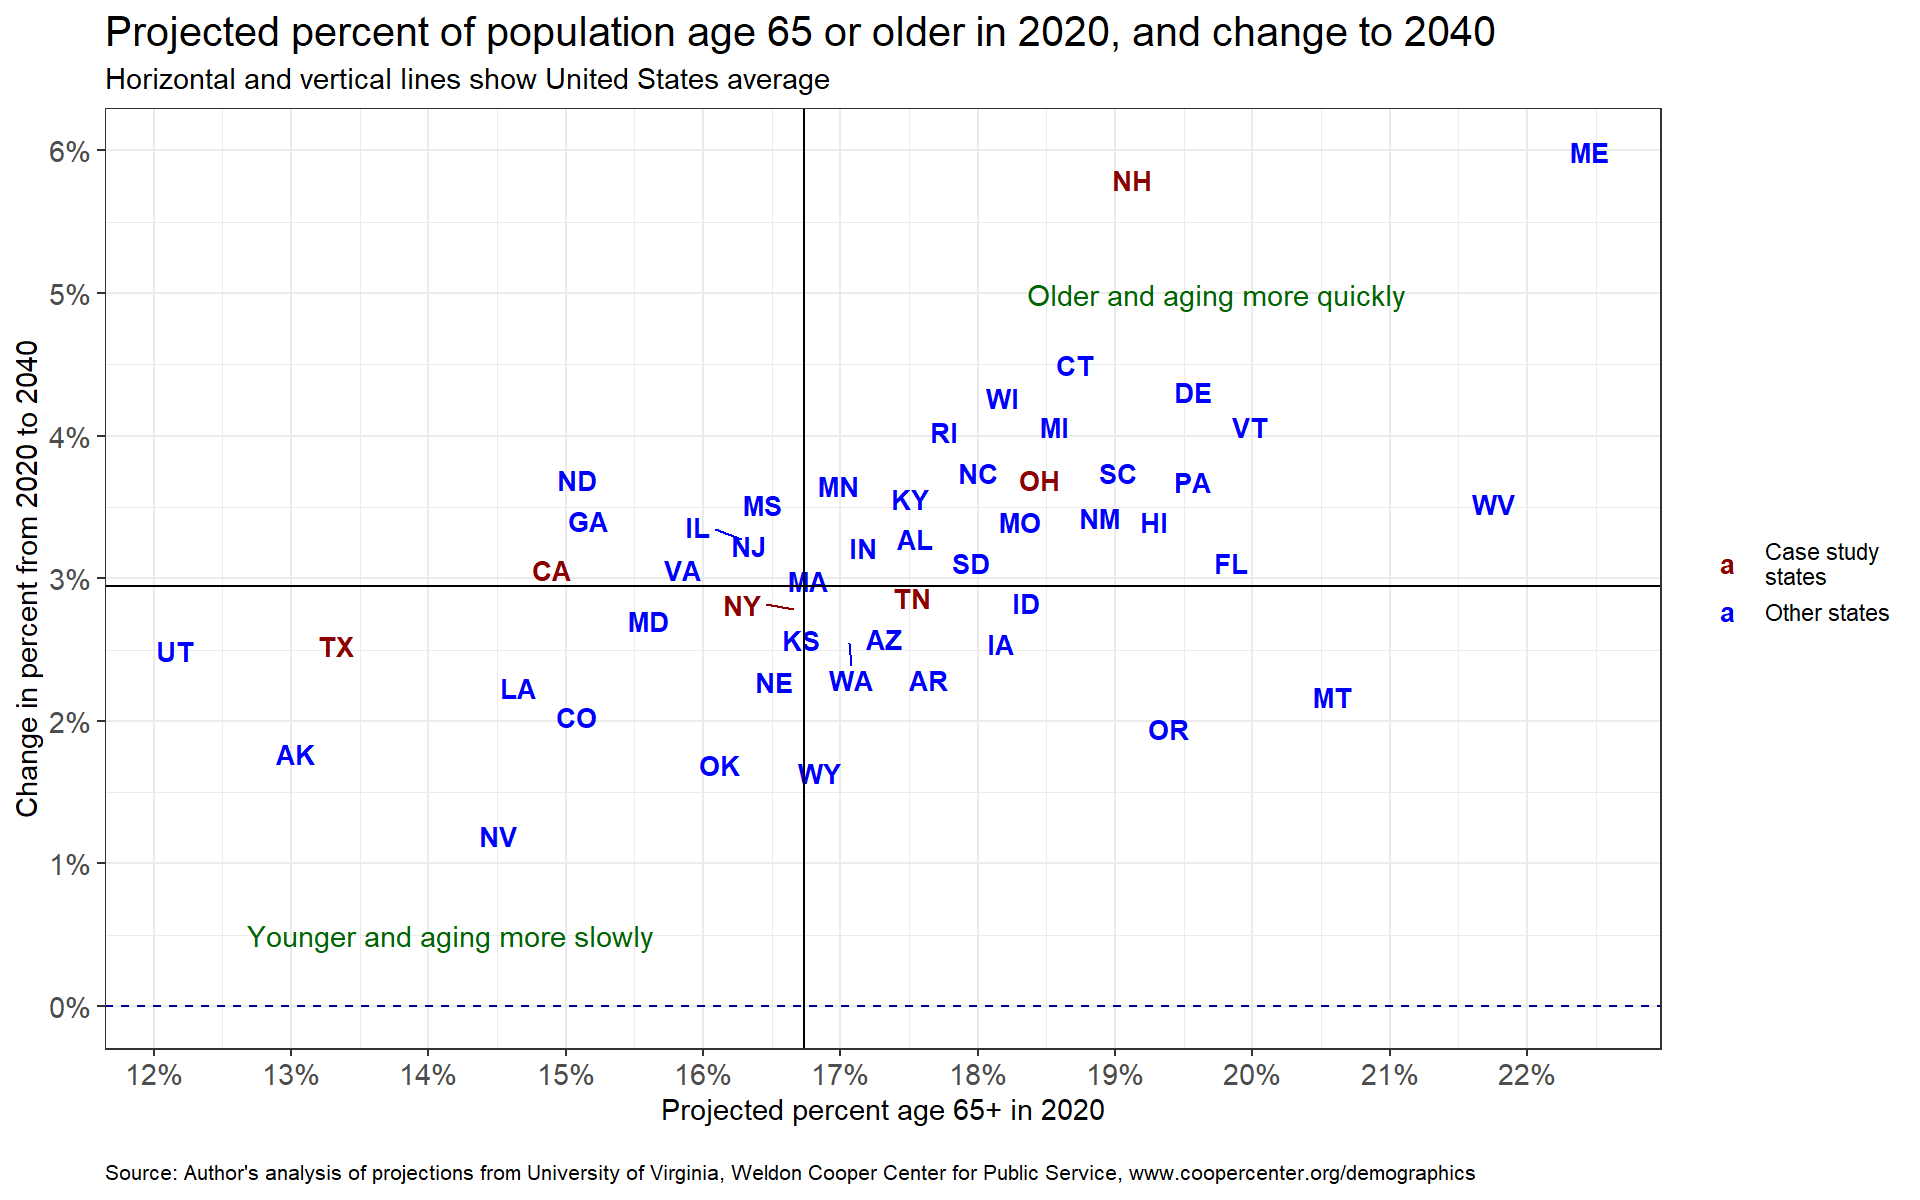 Projected percent of population age 65 or older in 2020, and change to 2040
Horizontal and vertical lines show United States average
Change in percent from 2020 to 2040
6%
5%
4%
3%
2%
1%
0%
ME
NH
Older and aging more quickly
CT
DE
WI
VT
MI
RI
NC
SC
OH
ND
PA
MN
KY
WV
MS
NM
GA
MO
HI
IL
AL
NJ
IN
SD
FL
CA
VA
MA
TN
ID
NY
MD
KS
AZ
IA
TX
UT
NE
WA
AR
LA
MT
CO
OR
OK
WY
AK
NV
Younger and aging more slowly
12%
13%
14%
15%
16%
17%
18%
19%
20%
21%
22%
Projected percent age 65+ in 2020
a Case study
states
a Other states
Source: Author's analysis of projections from University of Virginia, Weldon Cooper Center for Public Service, www.coopercenter.org/demographics